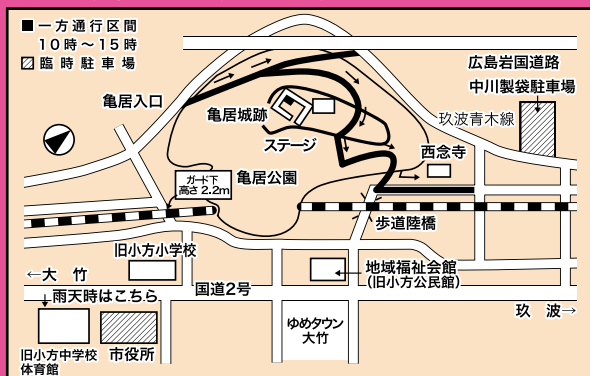 ■一方通行区間
10時～15時
臨時駐車場
広島岩国道路
中川製袋駐車場
亀居入口
亀居城跡
玖波青木線
ステージ
西念寺
ガード下
高さ2.2m
亀居公園
歩道陸橋
旧小方小学校
←大 竹
地域福祉会館
(旧小方公民館)
雨天時はこちら
国道2号
玖 波→
ゆめタウン
大竹
旧小方中学校
体育館
市役所